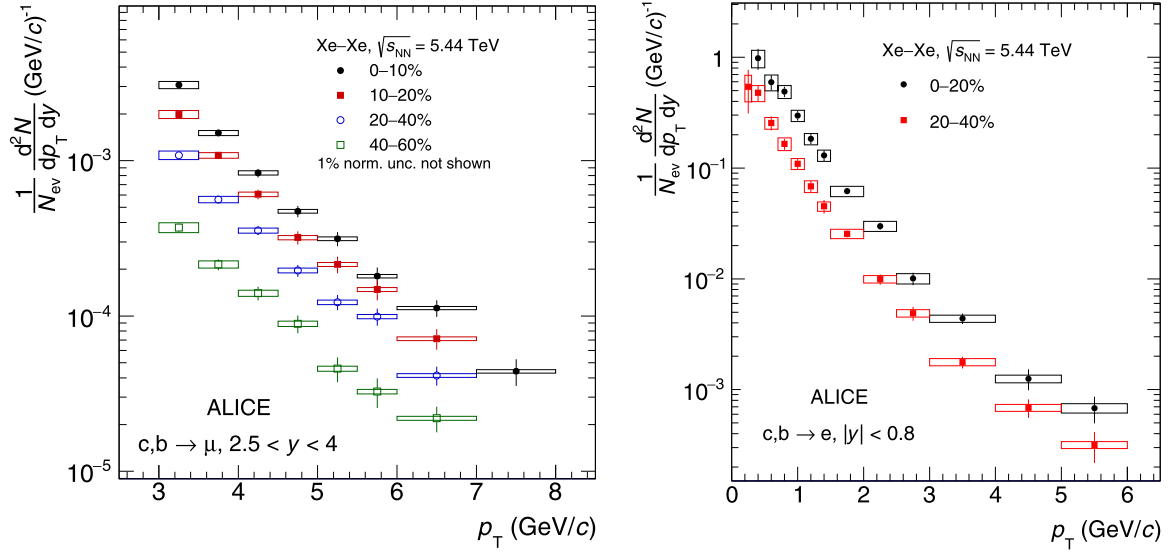 1/N_ev d²N/dp_T dy (GeV/c)⁻¹
Xe–Xe, √s_NN = 5.44 TeV
0–10%
10–20%
20–40%
40–60%
1% norm. unc. not shown
10⁻³
10⁻⁴
10⁻⁵
ALICE
c,b → μ, 2.5 < y < 4
3 4 5 6 7 8
p_T (GeV/c)
1/N_ev d²N/dp_T dy (GeV/c)⁻¹
Xe–Xe, √s_NN = 5.44 TeV
0–20%
20–40%
1
10⁻¹
10⁻²
10⁻³
ALICE
c,b → e, |y| < 0.8
0 1 2 3 4 5 6
p_T (GeV/c)